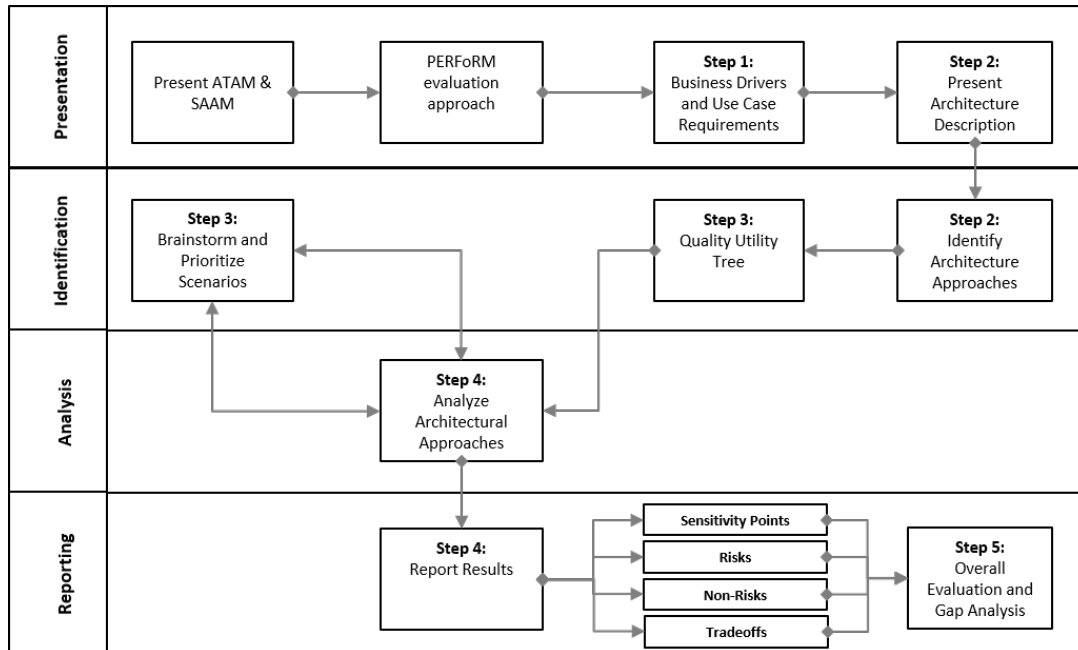 Presentation
Present ATAM &
SAAM
PERFoRM
evaluation
approach
Step 1:
Business Drivers
and Use Case
Requirements
Step 2:
Present
Architecture
Description
Identification
Step 3:
Brainstorm and
Prioritize
Scenarios
Step 3:
Quality Utility
Tree
Step 2:
Identify
Architecture
Approaches
Analysis
Step 4:
Analyze
Architectural
Approaches
Reporting
Step 4:
Report Results
Sensitivity Points
Risks
Non-Risks
Tradeoffs
Step 5:
Overall
Evaluation and
Gap Analysis